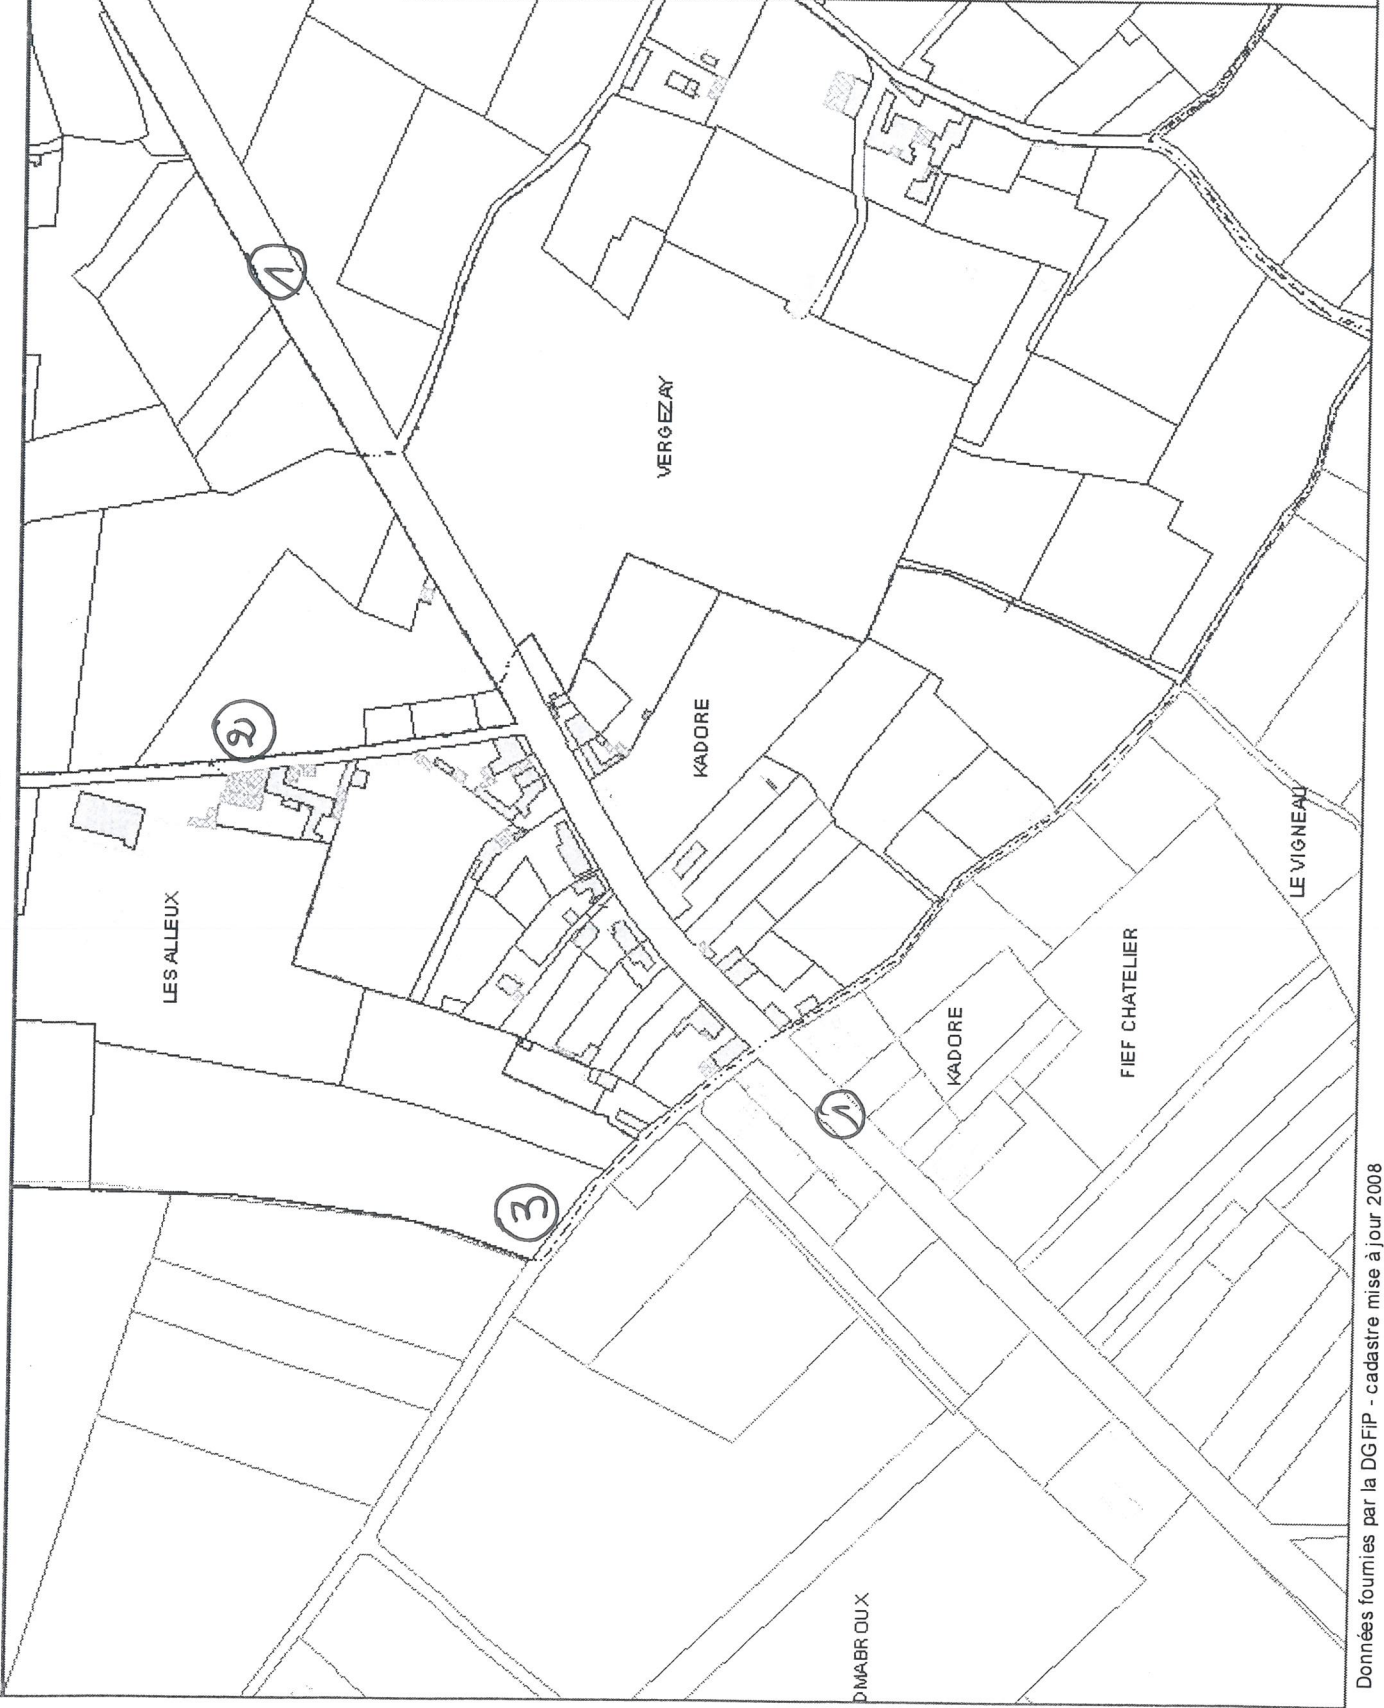 LES ALLEUX
VERGEZAY
KADORE
LE VIGNEAU
FIEF CHATELIER
KADORE
DMABROUX
1
2
3
1
Données fournies par la DGFiP - cadastre mise à jour 2008